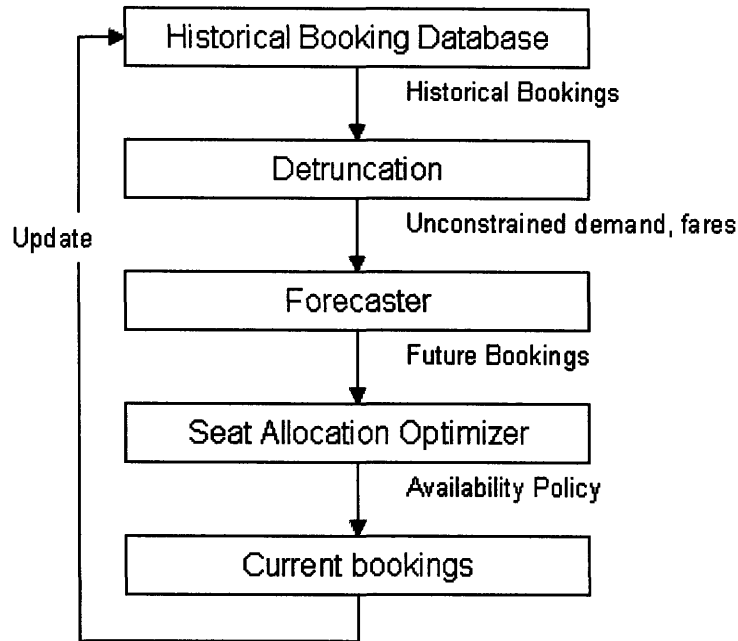 Historical Booking Database
Historical Bookings
Detruncation
Unconstrained demand, fares
Update
Forecaster
Future Bookings
Seat Allocation Optimizer
Availability Policy
Current bookings